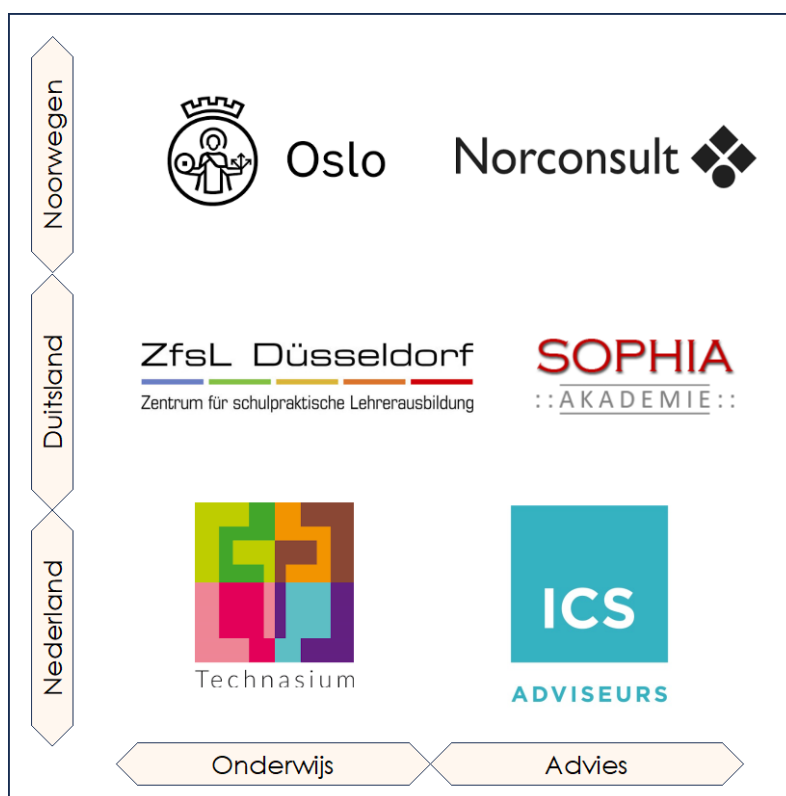 Noorwegen
Oslo
Norconsult
Duitsland
ZfsL Düsseldorf
Zentrum für schulpraktische Lehrerausbildung
SOPHIA
::AKADEMIE::
Nederland
Technasium
ICS
ADVISEURS
Onderwijs
Advies